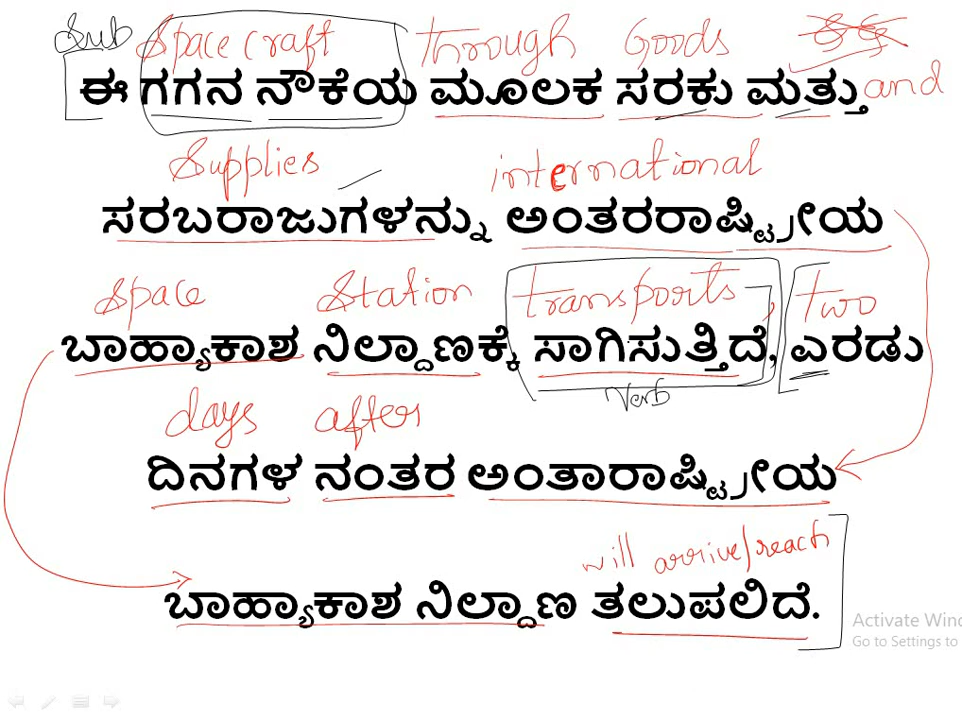 Sub Space craft through Goods
ಈ ಗಗನ ನೌಕೆಯ ಮೂಲಕ ಸರಕು ಮತ್ತು and
Supplies international
ಸರಬರಾಜುಗಳನ್ನು ಅಂತರರಾಷ್ಟ್ರೀಯ
Space Station transports, two
ಬಾಹ್ಯಾಕಾಶ ನಿಲ್ದಾಣಕ್ಕೆ ಸಾಗಿಸುತ್ತಿದೆ, ಎರಡು
Verb
days after
ದಿನಗಳ ನಂತರ ಅಂತಾರಾಷ್ಟ್ರೀಯ
will arrive/reach
ಬಾಹ್ಯಾಕಾಶ ನಿಲ್ದಾಣ ತಲುಪಲಿದೆ.
Activate Wind
Go to Settings to